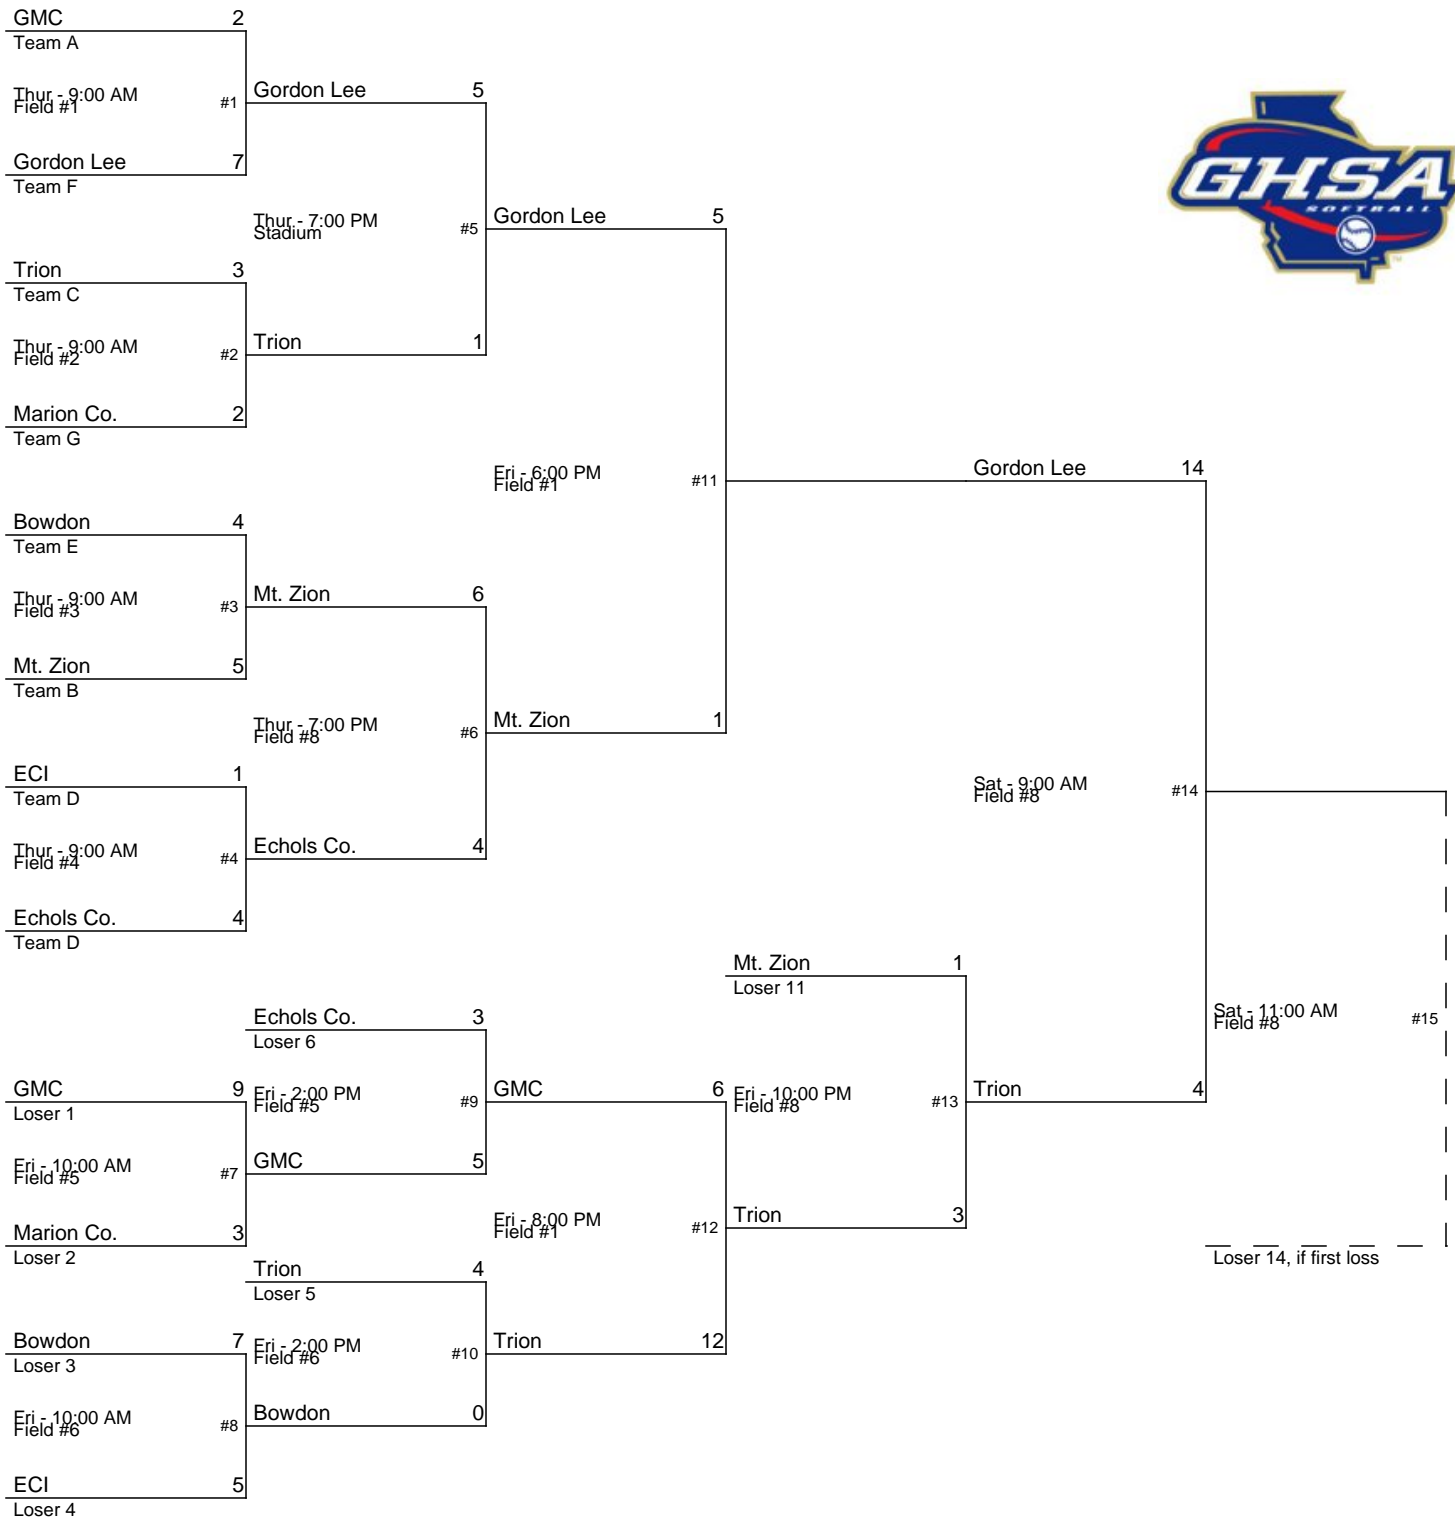 GMC 2
Team A
Thur - 9:00 AM
Field #1
#1
Gordon Lee 7
Team F
Trion 3
Team C
Thur - 9:00 AM
Field #2
#2
Marion Co. 2
Team G
Bowdon 4
Team E
Thur - 9:00 AM
Field #3
#3
Mt. Zion 5
Team B
ECI 1
Team D
Thur - 9:00 AM
Field #4
#4
Echols Co. 4
Team D
GMC 9
Loser 1
Fri - 10:00 AM
Field #5
#7
Marion Co. 3
Loser 2
Bowdon 7
Loser 3
Fri - 10:00 AM
Field #6
#8
ECI 5
Loser 4
Gordon Lee 5
Thur - 7:00 PM
Stadium
#5
Trion 1
Mt. Zion 6
Thur - 7:00 PM
Field #8
#6
Echols Co. 4
Echols Co. 3
Loser 6
Fri - 2:00 PM
Field #5
#9
GMC 5
Trion 4
Loser 5
Fri - 2:00 PM
Field #6
#10
Bowdon 0
Gordon Lee 5
Fri - 6:00 PM
Field #1
#11
Mt. Zion 1
GMC 6
Fri - 8:00 PM
Field #1
#12
Trion 12
Mt. Zion 1
Loser 11
Fri - 10:00 PM
Field #8
#13
Trion 3
Gordon Lee 14
Sat - 9:00 AM
Field #8
#14
Trion 4
Sat - 11:00 AM
Field #8
#15
Loser 14, if first loss
GHSA
SOFTBALL
TM